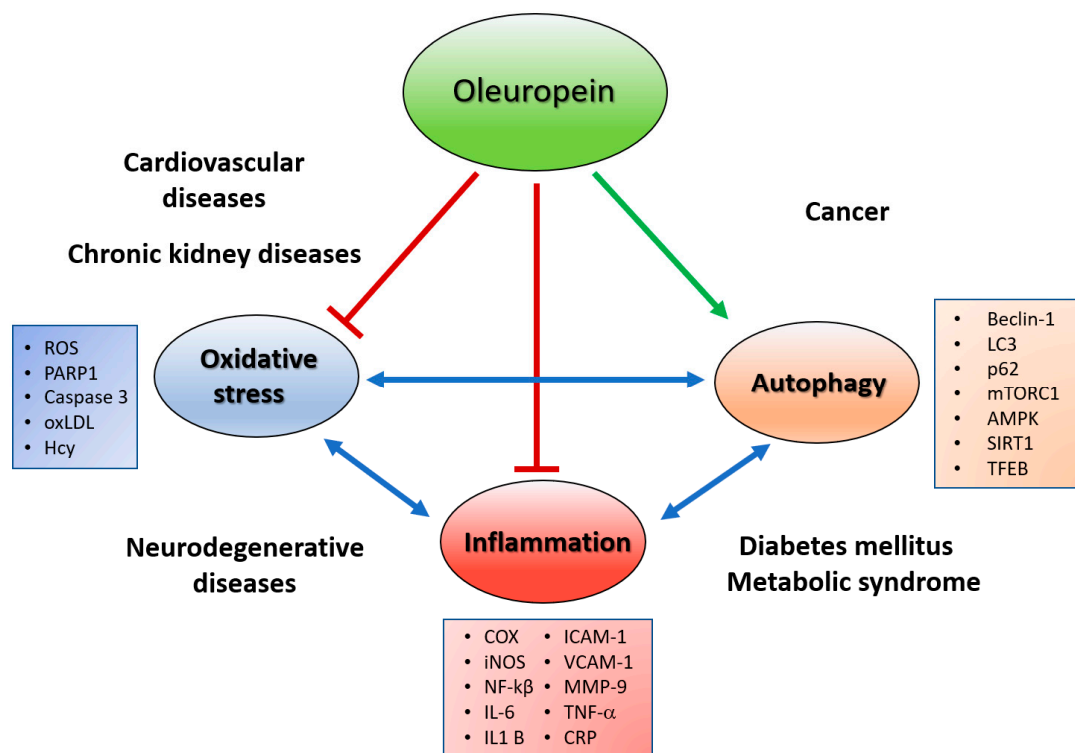 Oleuropein
Cardiovascular
diseases
Chronic kidney diseases
Cancer
• ROS
• PARP1
• Caspase 3
• oxLDL
• Hcy
Oxidative
stress
Autophagy
• Beclin-1
• LC3
• p62
• mTORC1
• AMPK
• SIRT1
• TFEB
Inflammation
Neurodegenerative
diseases
Diabetes mellitus
Metabolic syndrome
• COX
• iNOS
• NF-kβ
• IL-6
• IL1 B
• ICAM-1
• VCAM-1
• MMP-9
• TNF-α
• CRP